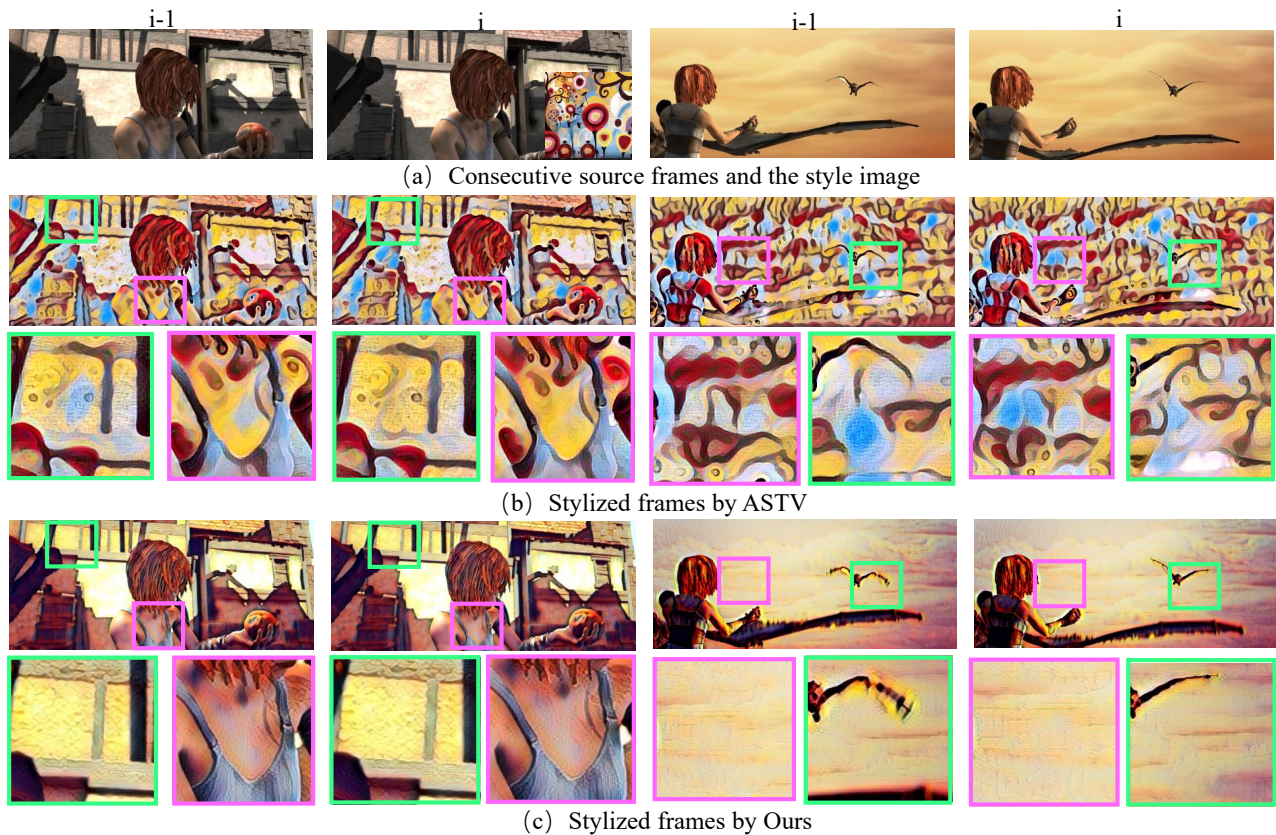 i-1
i
i-1
i
（a） Consecutive source frames and the style image
（b） Stylized frames by ASTV
（c） Stylized frames by Ours